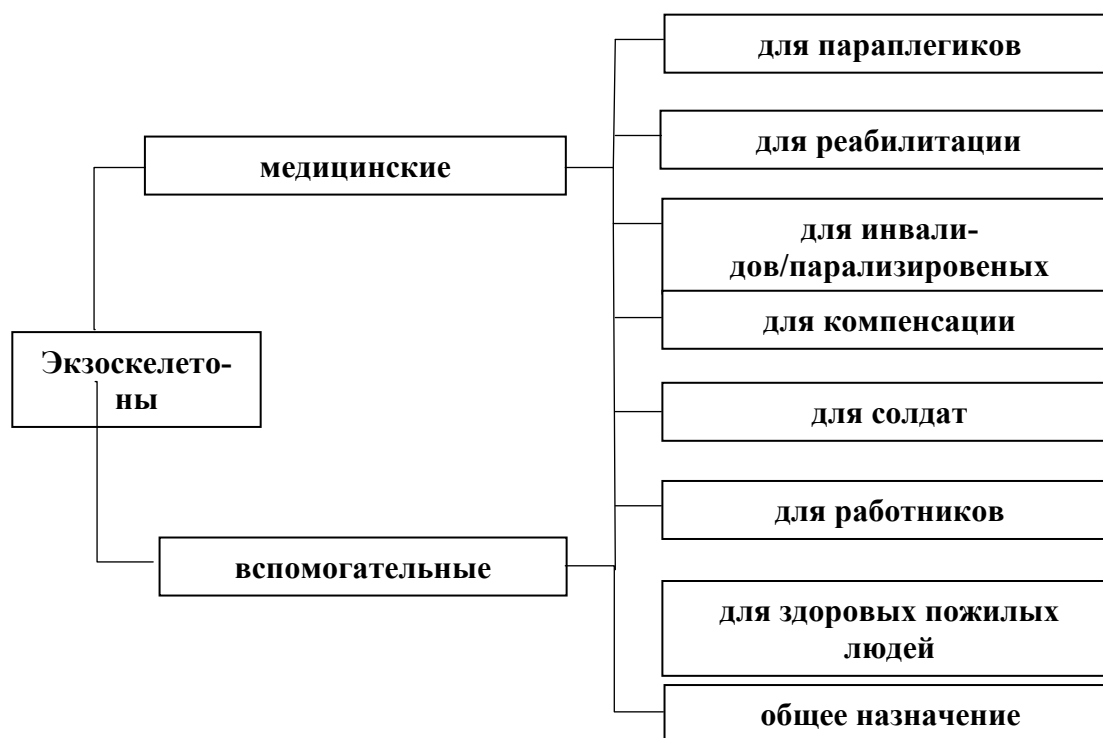 для параплегиков
для реабилитации
медицинские
для инвали-
дов/парализировеных
для компенсации
Экзоскелето-
ны
для солдат
для работников
вспомогательные
для здоровых пожилых
людей
общее назначение